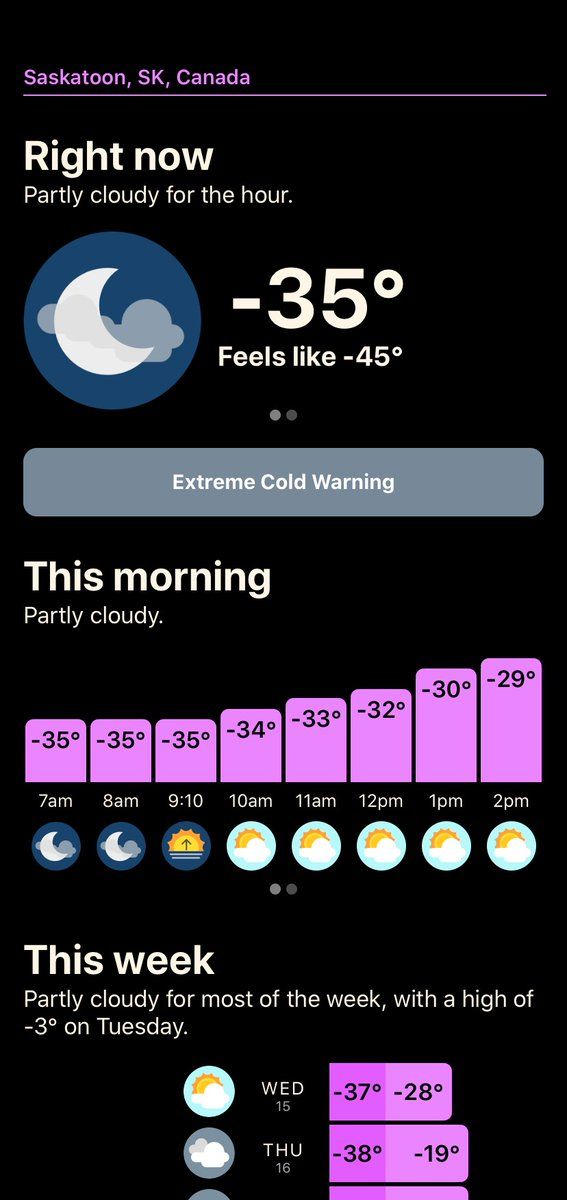 Saskatoon, SK, Canada
Right now
Partly cloudy for the hour.
-35°
Feels like -45°
Extreme Cold Warning
This morning
Partly cloudy.
-35° -35° -35° -34° -33° -32° -30° -29°
7am 8am 9:10 10am 11am 12pm 1pm 2pm
This week
Partly cloudy for most of the week, with a high of
-3° on Tuesday.
WED -37° -28°
15
THU -38° -19°
16